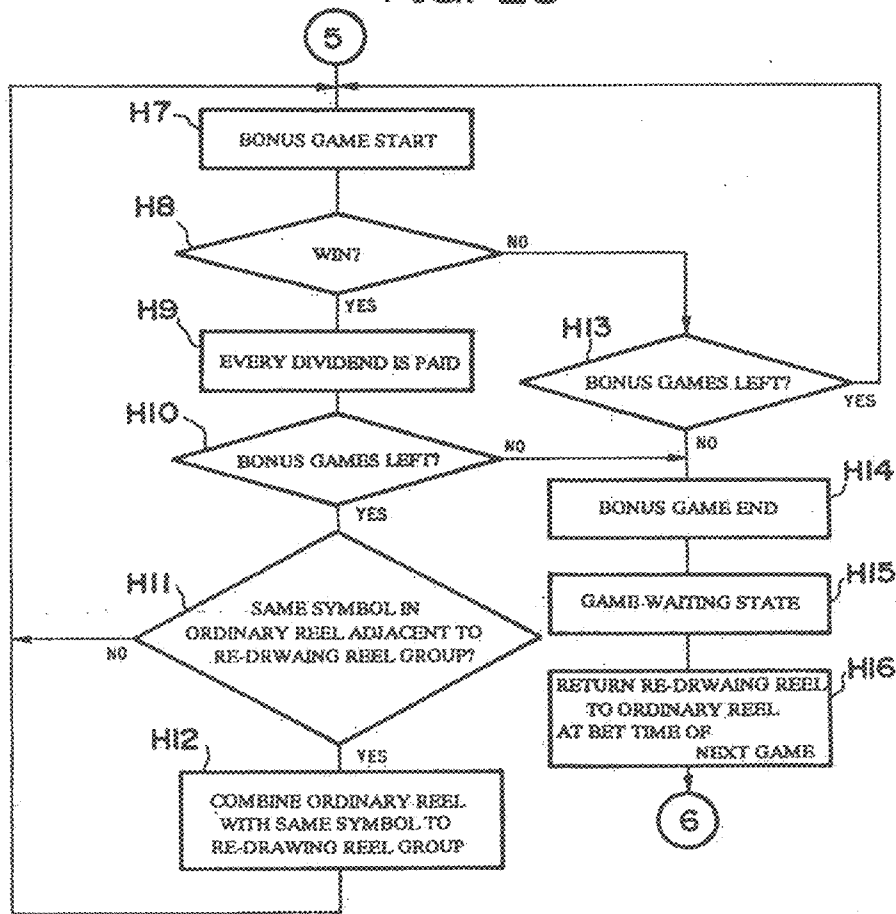 5
H7
BONUS GAME START
H8
WIN?
NO
YES
H9
EVERY DIVIDEND IS PAID
H13
BONUS GAMES LEFT?
YES
NO
H10
BONUS GAMES LEFT?
NO
YES
H14
BONUS GAME END
H11
SAME SYMBOL IN
ORDINARY REEL ADJACENT TO
RE-DRWAING REEL GROUP?
NO
YES
H15
GAME-WAITING STATE
H16
RETURN RE-DRWAING REEL
TO ORDINARY REEL
AT BET TIME OF
NEXT GAME
H12
COMBINE ORDINARY REEL
WITH SAME SYMBOL TO
RE-DRAWING REEL GROUP
6